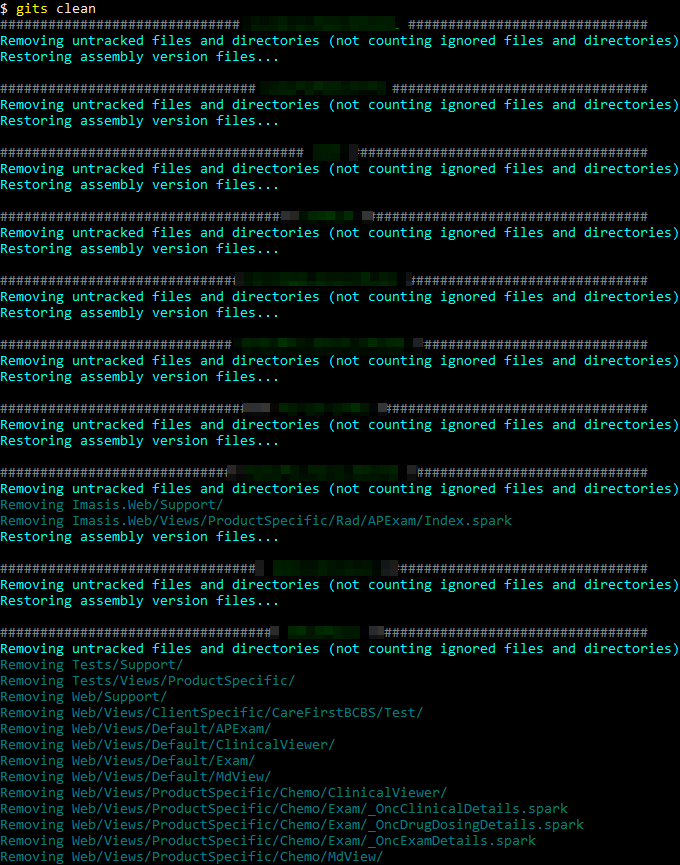 $ gits clean
############################## ##############################
Removing untracked files and directories (not counting ignored files and directories)
Restoring assembly version files...
################################ ################################
Removing untracked files and directories (not counting ignored files and directories)
Restoring assembly version files...
###################################### ####################################
Removing untracked files and directories (not counting ignored files and directories)
Restoring assembly version files...
################################### ##################################
Removing untracked files and directories (not counting ignored files and directories)
Restoring assembly version files...
############################## ##############################
Removing untracked files and directories (not counting ignored files and directories)
Restoring assembly version files...
############################# ############################
Removing untracked files and directories (not counting ignored files and directories)
Restoring assembly version files...
############################## #################################
Removing untracked files and directories (not counting ignored files and directories)
Restoring assembly version files...
############################# #############################
Removing untracked files and directories (not counting ignored files and directories)
Removing Imasis.Web/Support/
Removing Imasis.Web/Views/ProductSpecific/Rad/APExam/Index.spark
Restoring assembly version files...
################################ ###############################
Removing untracked files and directories (not counting ignored files and directories)
Restoring assembly version files...
################################## #################################
Removing untracked files and directories (not counting ignored files and directories)
Removing Tests/Support/
Removing Tests/Views/ProductSpecific/
Removing Web/Support/
Removing Web/Views/ClientSpecific/CareFirstBCBS/Test/
Removing Web/Views/Default/APExam/
Removing Web/Views/Default/ClinicalViewer/
Removing Web/Views/Default/Exam/
Removing Web/Views/Default/MdView/
Removing Web/Views/ProductSpecific/Chemo/ClinicalViewer/
Removing Web/Views/ProductSpecific/Chemo/Exam/_OncClinicalDetails.spark
Removing Web/Views/ProductSpecific/Chemo/Exam/_OncDrugDosingDetails.spark
Removing Web/Views/ProductSpecific/Chemo/Exam/_OncExamDetails.spark
Removing Web/Views/ProductSpecific/Chemo/MdView/